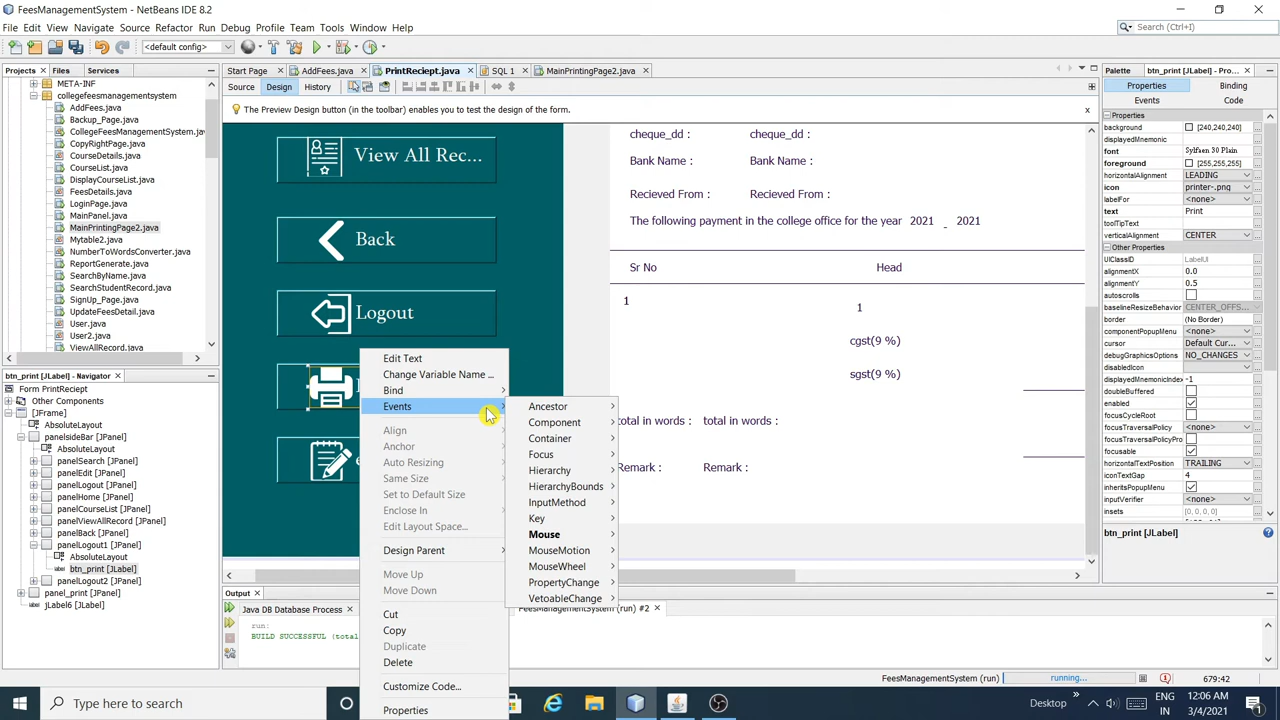 FeesManagementSystem - NetBeans IDE 8.2
File Edit View Navigate Source Refactor Run Debug Profile Team Tools Window Help
Search (Ctrl+I)
<default config>
Projects Files Services
Start Page AddFees.java PrintReciept.java SQL 1 MainPrintingPage2.java
Palette btn_print [JLabel] - Pro...
Source Design History
Properties Binding
Events Code
The Preview Design button (in the toolbar) enables you to test the design of the form.
META-INF
collegefeesmanagementsystem
AddFees.java
Backup_Page.java
CollegeFeesManagementSystem.java
CopyRightPage.java
CourseDetails.java
CourseList.java
DisplayCourseList.java
FeesDetails.java
LoginPage.java
MainPanel.java
MainPrintingPage2.java
Mytable2.java
NumberToWordsConverter.java
ReportGenerate.java
SearchByName.java
SearchStudentRecord.java
SignUp_Page.java
UpdateFeesDetail.java
User.java
User2.java
ViewAllRecord.java
btn_print [JLabel] - Navigator
Form PrintReciept
Other Components
[JFrame]
AbsoluteLayout
panelsideBar [JPanel]
AbsoluteLayout
panelSearch [JPanel]
panelEdit [JPanel]
panelLogout [JPanel]
panelHome [JPanel]
panelCourseList [JPanel]
panelViewAllRecord [JPanel]
panelBack [JPanel]
panelLogout1 [JPanel]
AbsoluteLayout
btn_print [JLabel]
panelLogout2 [JPanel]
panel_print [JPanel]
jLabel6 [JLabel]
View All Rec...
Back
Logout
cheque_dd : cheque_dd :
Bank Name : Bank Name :
Recieved From : Recieved From :
The following payment in the college office for the year 2021 _ 2021
Sr No Head
1 1
cgst(9 %)
sgst(9 %)
total in words : total in words :
Remark : Remark :
Edit Text
Change Variable Name ...
Bind
Events
Align
Anchor
Auto Resizing
Same Size
Set to Default Size
Enclose In
Edit Layout Space...
Design Parent
Move Up
Move Down
Cut
Copy
Duplicate
Delete
Customize Code...
Properties
Ancestor
Component
Container
Focus
Hierarchy
HierarchyBounds
InputMethod
Key
Mouse
MouseMotion
MouseWheel
PropertyChange
VetoableChange
Properties
background [240,240,240]
displayedMnemonic
font Sylfaen 30 Plain
foreground [255,255,255]
horizontalAlignment LEADING
icon printer-.png
labelFor <none>
text Print
toolTipText
verticalAlignment CENTER
Other Properties
UIClassID LabelUI
alignmentX 0.0
alignmentY 0.5
autoscrolls
baselineResizeBehavior CENTER_OFFS...
border (No Border)
componentPopupMenu <none>
cursor Default Cur...
debugGraphicsOptions NO_CHANGES
disabledIcon
displayedMnemonicIndex -1
enabled
focusCycleRoot
focusTraversalPolicy <none>
focusTraversalPolicyPro
focusable
horizontalTextPosition TRAILING
iconTextGap 4
inheritsPopupMenu
inputVerifier <none>
insets [0, 0, 0, 0]
Output
Java DB Database Process FeesManagementSystem (run) #2
run:
BUILD SUCCESSFUL (total
FeesManagementSystem (run) running... 679:42
Type here to search
Desktop
ENG
IN
12:06 AM
3/4/2021
1